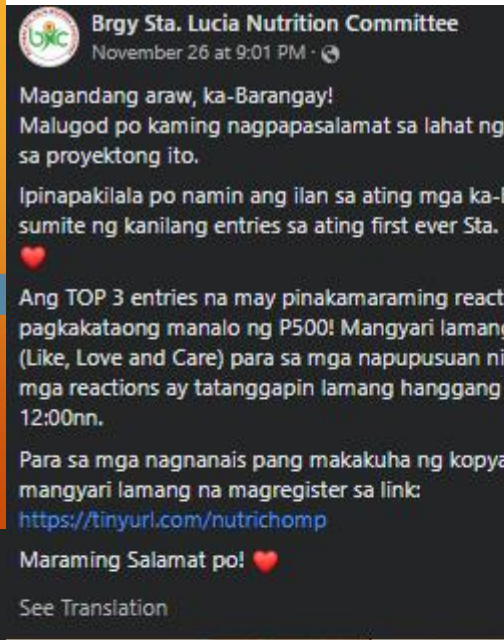 bNC
Brgy Sta. Lucia Nutrition Committee
November 26 at 9:01 PM ·
Magandang araw, ka-Barangay!
Malugod po kaming nagpapasalamat sa lahat ng
sa proyektong ito.
Ipinapakilala po namin ang ilan sa ating mga
sumite ng kanilang entries sa ating first ever Sta.
❤️
Ang TOP 3 entries na may pinakamaraming react
pagkakataong manalo ng P500! Mangyari lamang
(Like, Love and Care) para sa mga napupusuan ni
mga reactions ay tatanggapin lamang hanggang
12:00nn.
Para sa mga nagnanais pang makakuha ng kopya
mangyari lamang na magregister sa link:
https://tinyurl.com/nutrichomp
Maraming Salamat po! ❤️
See Translation